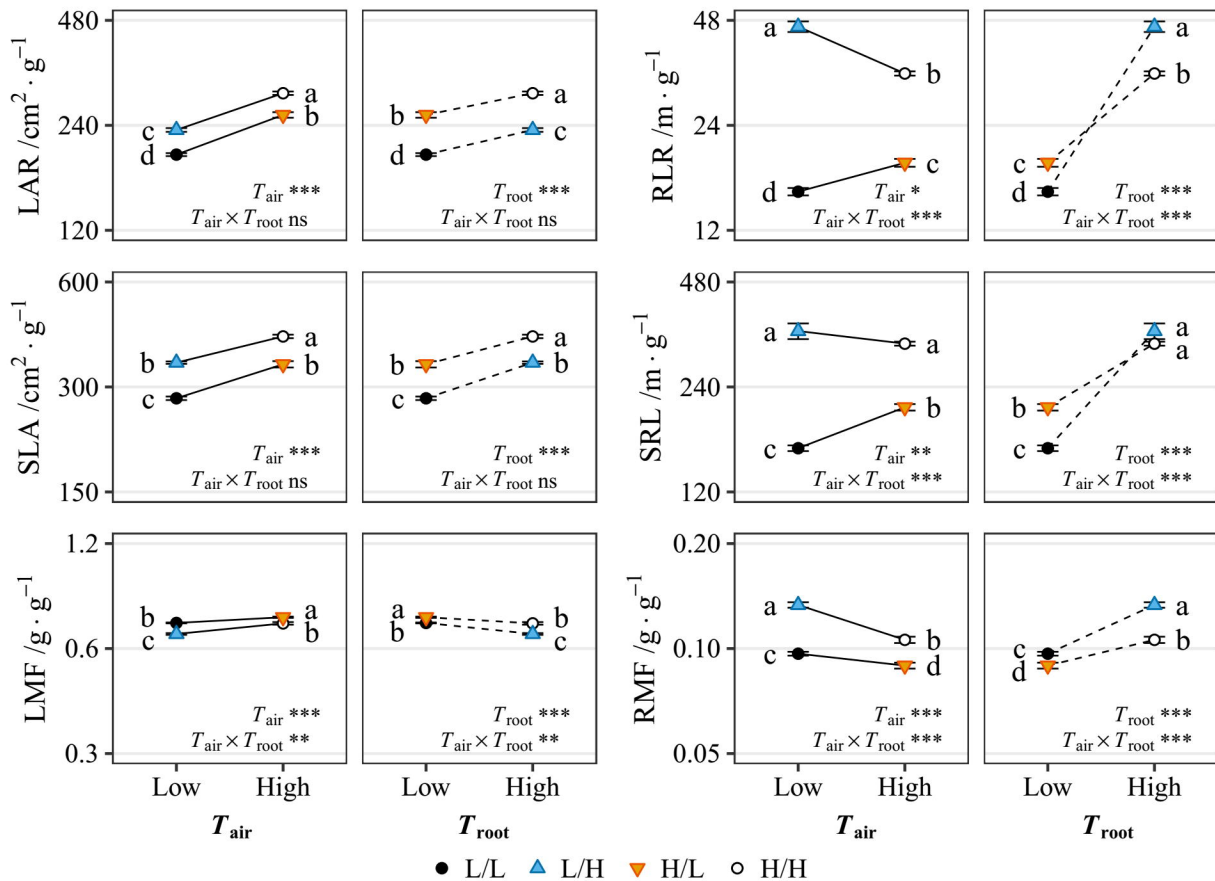 LAR /cm² · g⁻¹
480
240
120
c
d
a
b
T_air ***
T_air × T_root ns
b
d
a
c
T_root ***
T_air × T_root ns
RLR /m · g⁻¹
48
24
12
a
d
b
c
T_air *
T_air × T_root ***
c
d
a
b
T_root ***
T_air × T_root ***
SLA /cm² · g⁻¹
600
300
150
b
c
a
b
T_air ***
T_air × T_root ns
b
c
a
b
T_root ***
T_air × T_root ns
SRL /m · g⁻¹
480
240
120
a
c
a
b
T_air **
T_air × T_root ***
b
c
a
a
T_root ***
T_air × T_root ***
LMF /g · g⁻¹
1.2
0.6
0.3
b
c
a
b
T_air ***
T_air × T_root **
a
b
b
c
T_root ***
T_air × T_root **
RMF /g · g⁻¹
0.20
0.10
0.05
a
c
b
d
T_air ***
T_air × T_root ***
c
d
a
b
T_root ***
T_air × T_root ***
Low High Low High Low High Low High
T_air T_root T_air T_root
L/L L/H H/L H/H